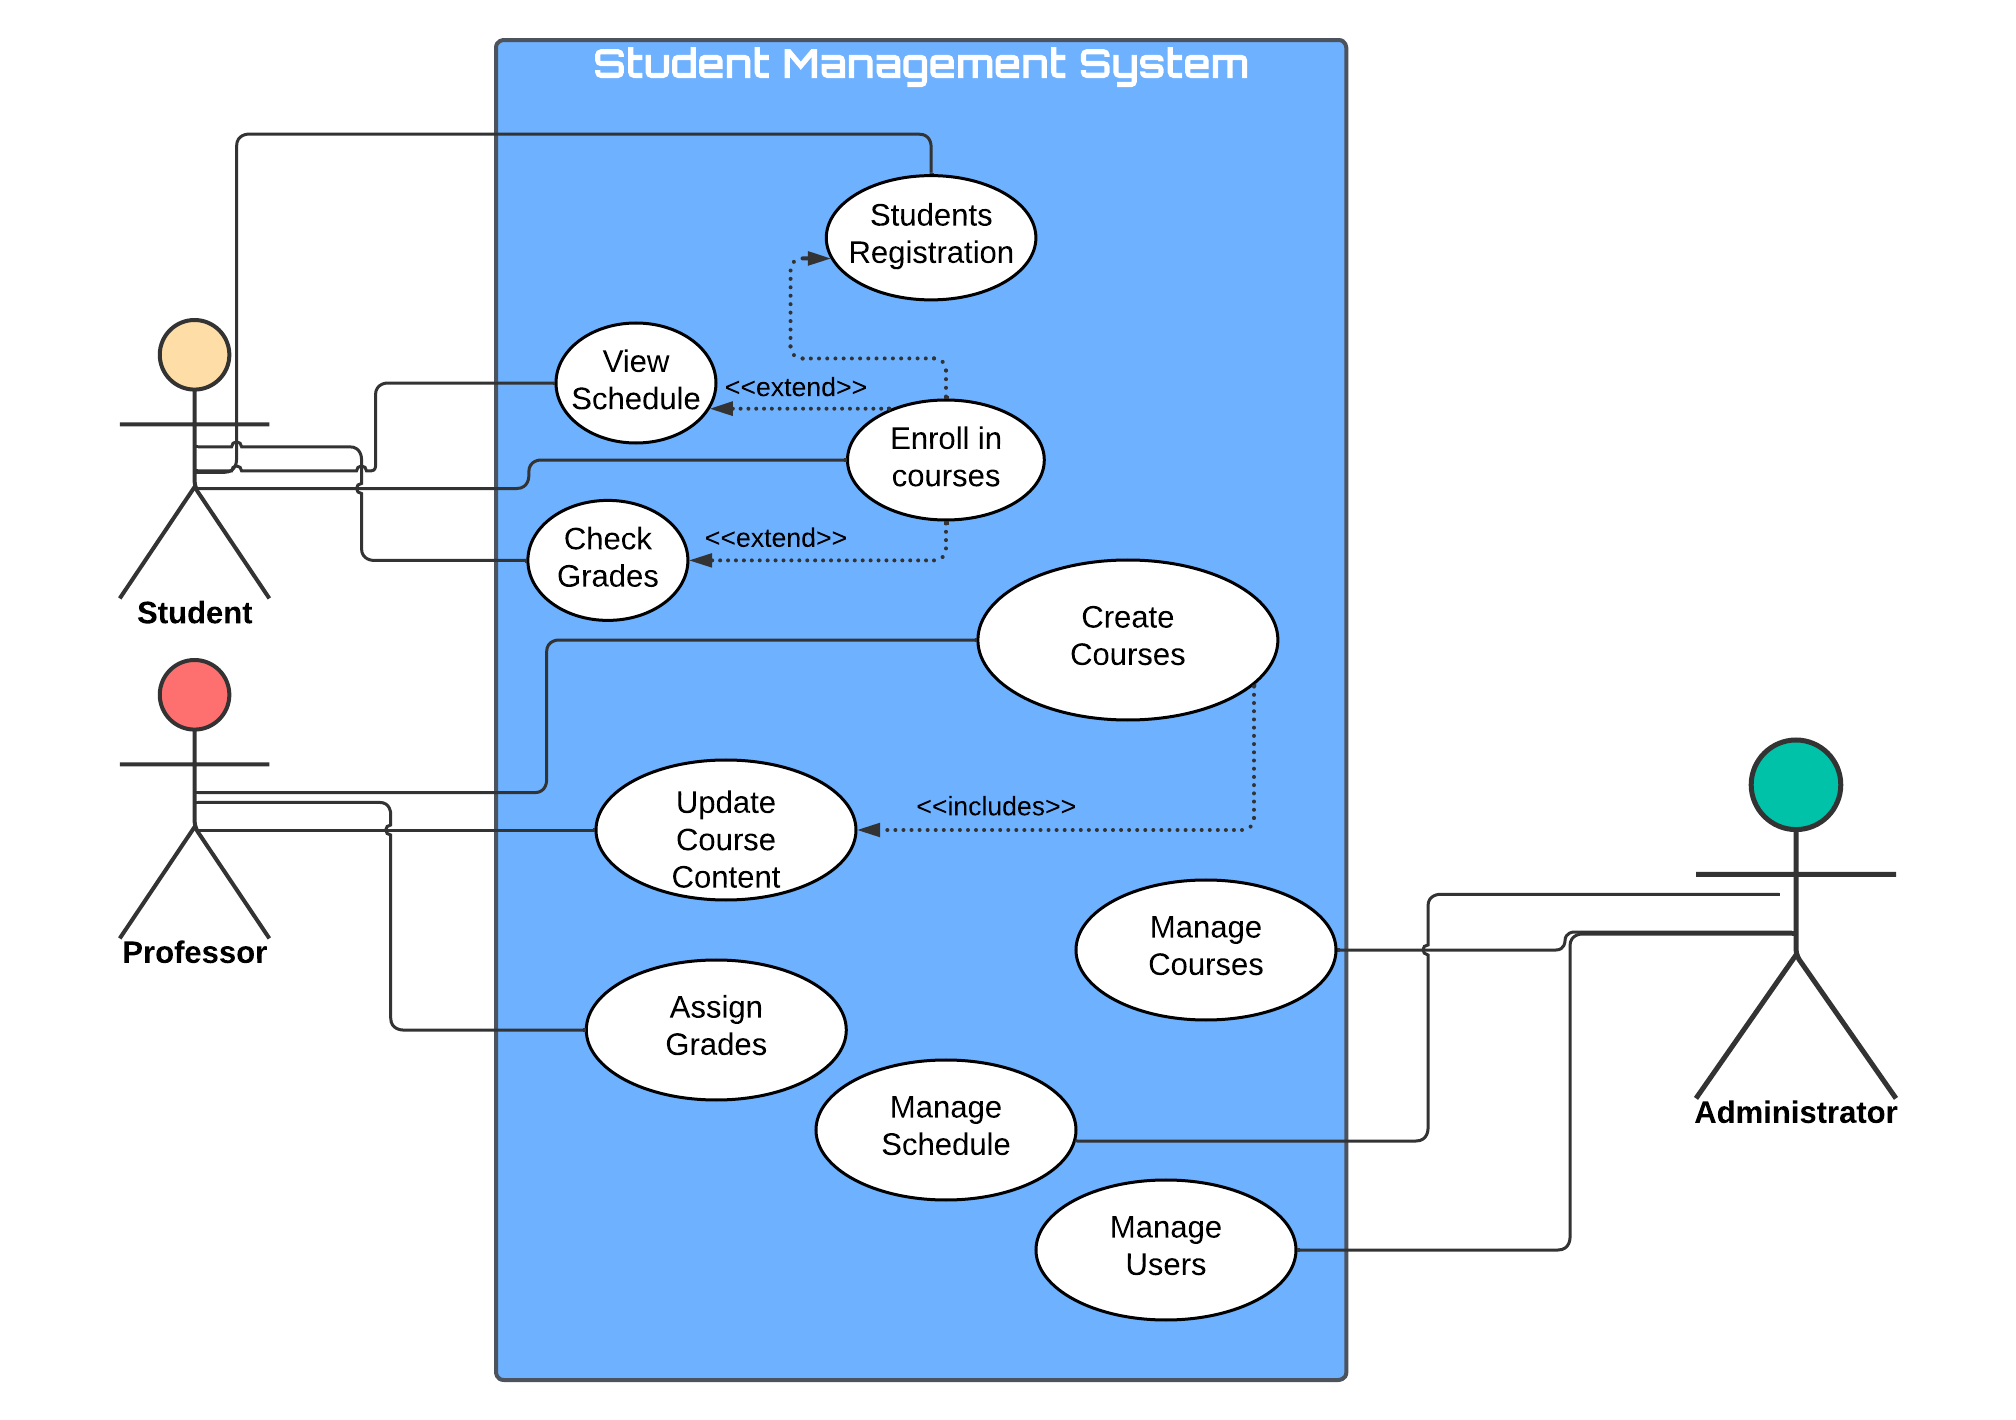 Student Management System
Students
Registration
View
Schedule
<<extend>>
Enroll in
courses
Check
Grades
<<extend>>
Student
Create
Courses
Update
Course
Content
<<includes>>
Professor
Manage
Courses
Assign
Grades
Manage
Schedule
Administrator
Manage
Users